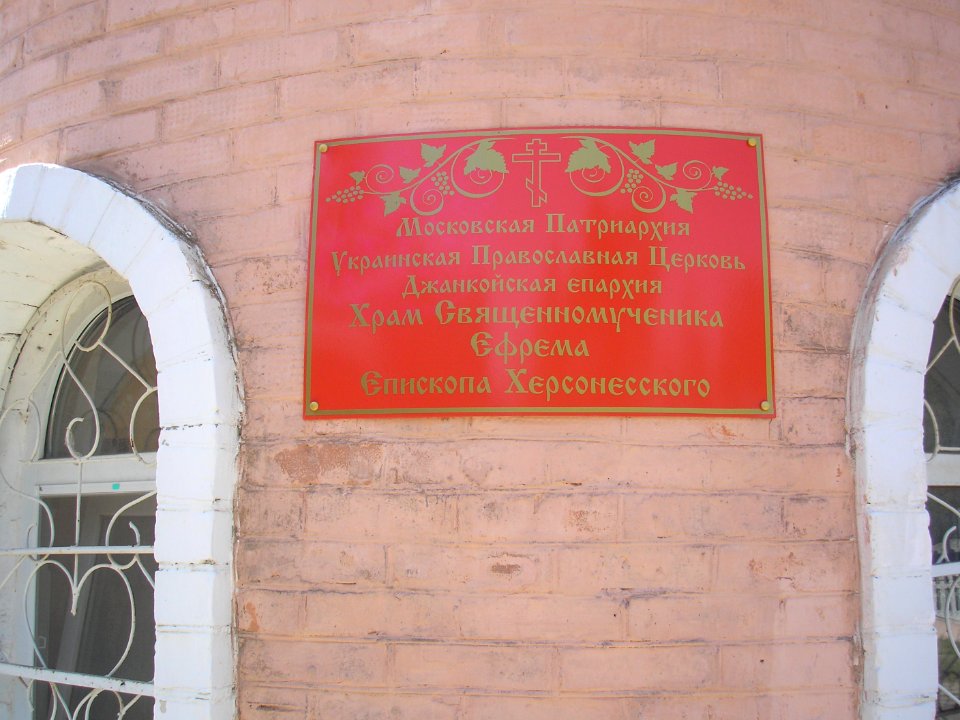 Московская Патриархия
Украинская Православная Церковь
Джанкойская епархия
Храм Священномученика
Ефрема
Епископа Херсонесского